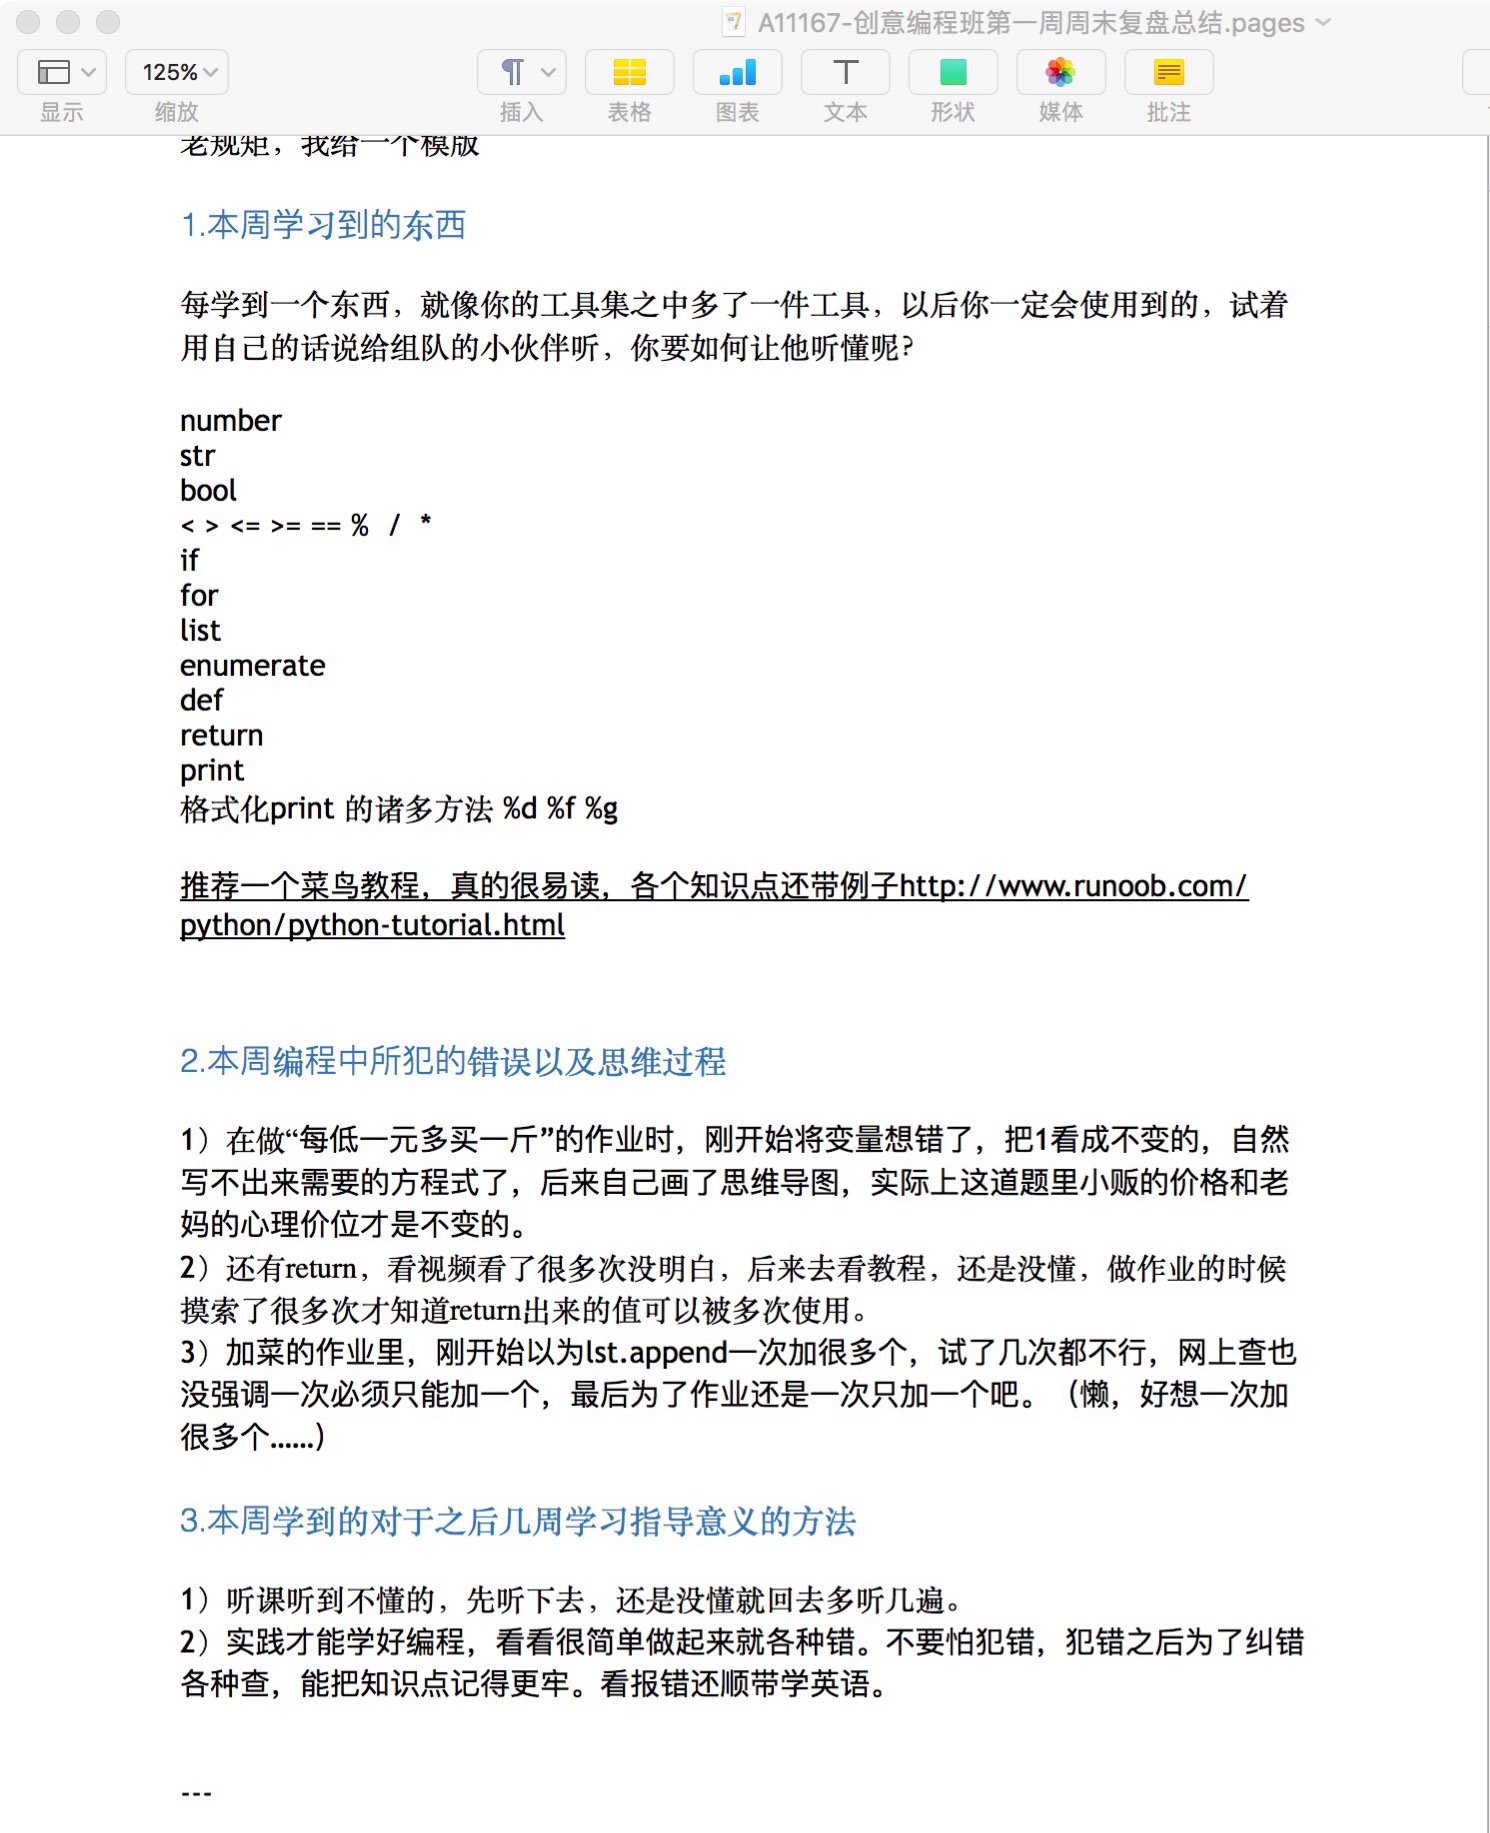 A11167-创意编程班第一周周末复盘总结.pages
125%
显示 缩放 插入 表格 图表 文本 形状 媒体 批注
老规矩，我给一个模版
1.本周学习到的东西
每学到一个东西，就像你的工具集之中多了一件工具，以后你一定会使用到的，试着
用自己的话说给组队的小伙伴听，你要如何让他听懂呢？
number
str
bool
< > <= >= == % / *
if
for
list
enumerate
def
return
print
格式化print 的诸多方法 %d %f %g
推荐一个菜鸟教程，真的很易读，各个知识点还带例子http://www.runoob.com/
python/python-tutorial.html
2.本周编程中所犯的错误以及思维过程
1）在做“每低一元多买一斤”的作业时，刚开始将变量想错了，把1看成不变的，自然
写不出来需要的方程式了，后来自己画了思维导图，实际上这道题里小贩的价格和老
妈的心理价位才是不变的。
2）还有return，看视频看了很多次没明白，后来去看教程，还是没懂，做作业的时候
摸索了很多次才知道return出来的值可以被多次使用。
3）加菜的作业里，刚开始以为lst.append一次加很多个，试了几次都不行，网上查也
没强调一次必须只能加一个，最后为了作业还是一次只加一个吧。（懒，好想一次加
很多个……）
3.本周学到的对于之后几周学习指导意义的方法
1）听课听到不懂的，先听下去，还是没懂就回去多听几遍。
2）实践才能学好编程，看看很简单做起来就各种错。不要怕犯错，犯错之后为了纠错
各种查，能把知识点记得更牢。看报错还顺带学英语。
---